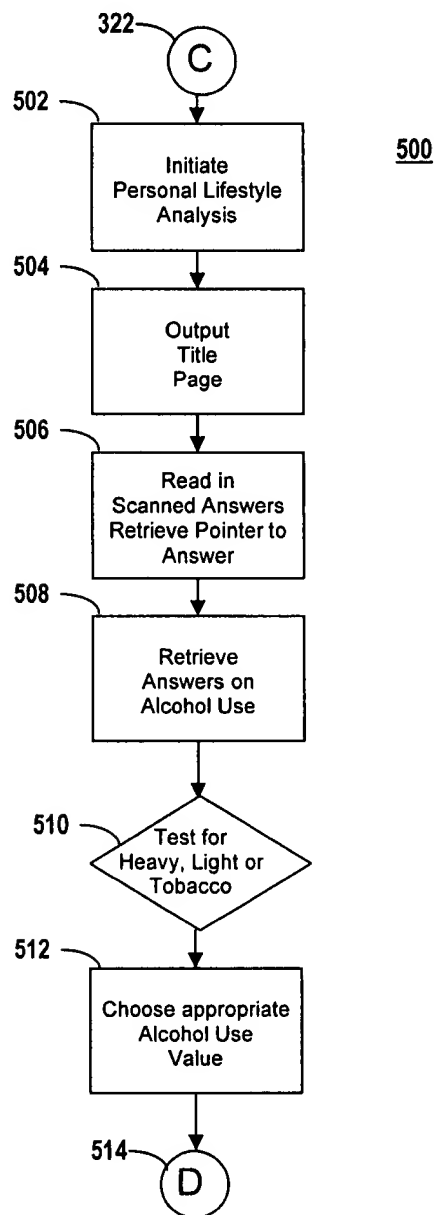 322
C
502
500
Initiate
Personal Lifestyle
Analysis
504
Output
Title
Page
506
Read in
Scanned Answers
Retrieve Pointer to
Answer
508
Retrieve
Answers on
Alcohol Use
510
Test for
Heavy, Light or
Tobacco
512
Choose appropriate
Alcohol Use
Value
514
D